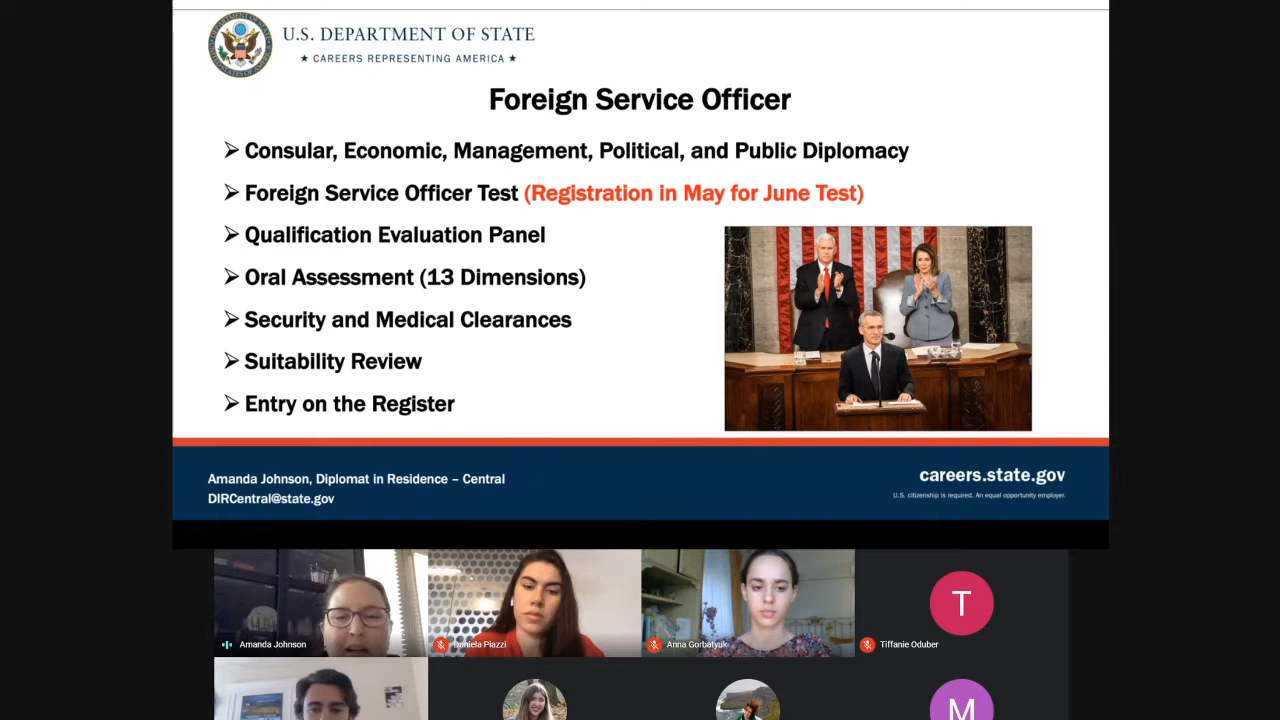 U.S. DEPARTMENT OF STATE
★ CAREERS REPRESENTING AMERICA ★
Foreign Service Officer
➢ Consular, Economic, Management, Political, and Public Diplomacy
➢ Foreign Service Officer Test (Registration in May for June Test)
➢ Qualification Evaluation Panel
➢ Oral Assessment (13 Dimensions)
➢ Security and Medical Clearances
➢ Suitability Review
➢ Entry on the Register
Amanda Johnson, Diplomat in Residence – Central
DIRCentral@state.gov
careers.state.gov
U.S. citizenship is required. An equal opportunity employer.
T
Amanda Johnson
Daniela Piazzi
Anna Gorbatyuk
Tiffanie Oduber
M